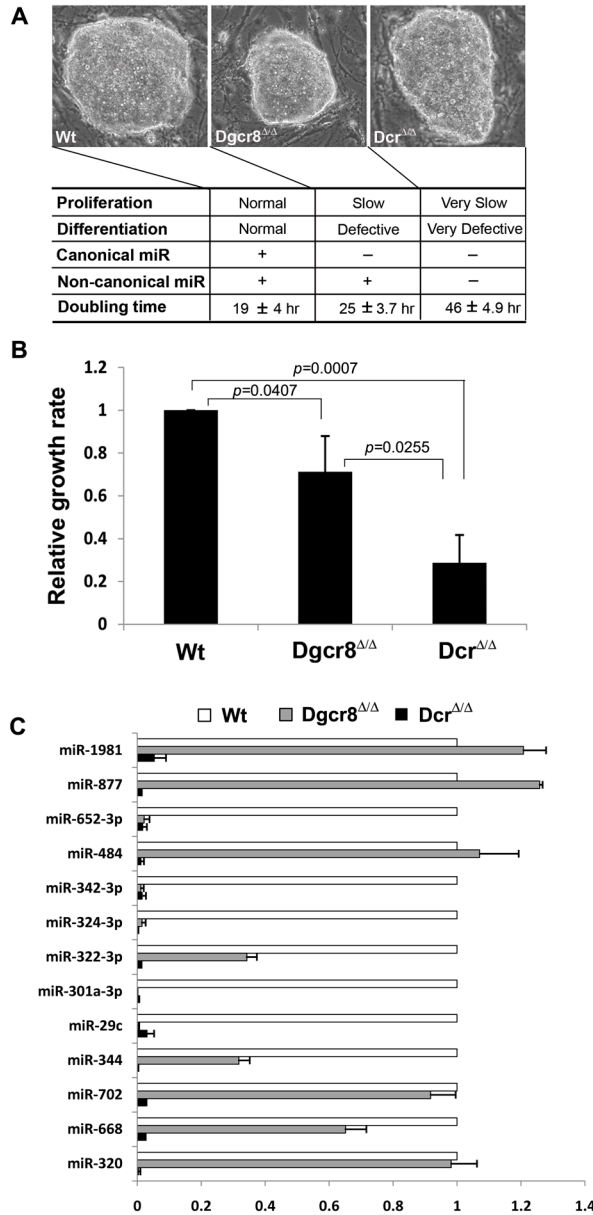 A
Wt
Dgcr8Δ/Δ
DcrΔ/Δ
Proliferation Normal Slow Very Slow
Differentiation Normal Defective Very Defective
Canonical miR + – –
Non-canonical miR + + –
Doubling time 19 ± 4 hr 25 ± 3.7 hr 46 ± 4.9 hr
B
Relative growth rate
1.2
1
0.8
0.6
0.4
0.2
0
p=0.0007
p=0.0407
p=0.0255
Wt Dgcr8Δ/Δ DcrΔ/Δ
C
Wt Dgcr8Δ/Δ DcrΔ/Δ
miR-1981
miR-877
miR-652-3p
miR-484
miR-342-3p
miR-324-3p
miR-322-3p
miR-301a-3p
miR-29c
miR-344
miR-702
miR-668
miR-320
0 0.2 0.4 0.6 0.8 1 1.2 1.4